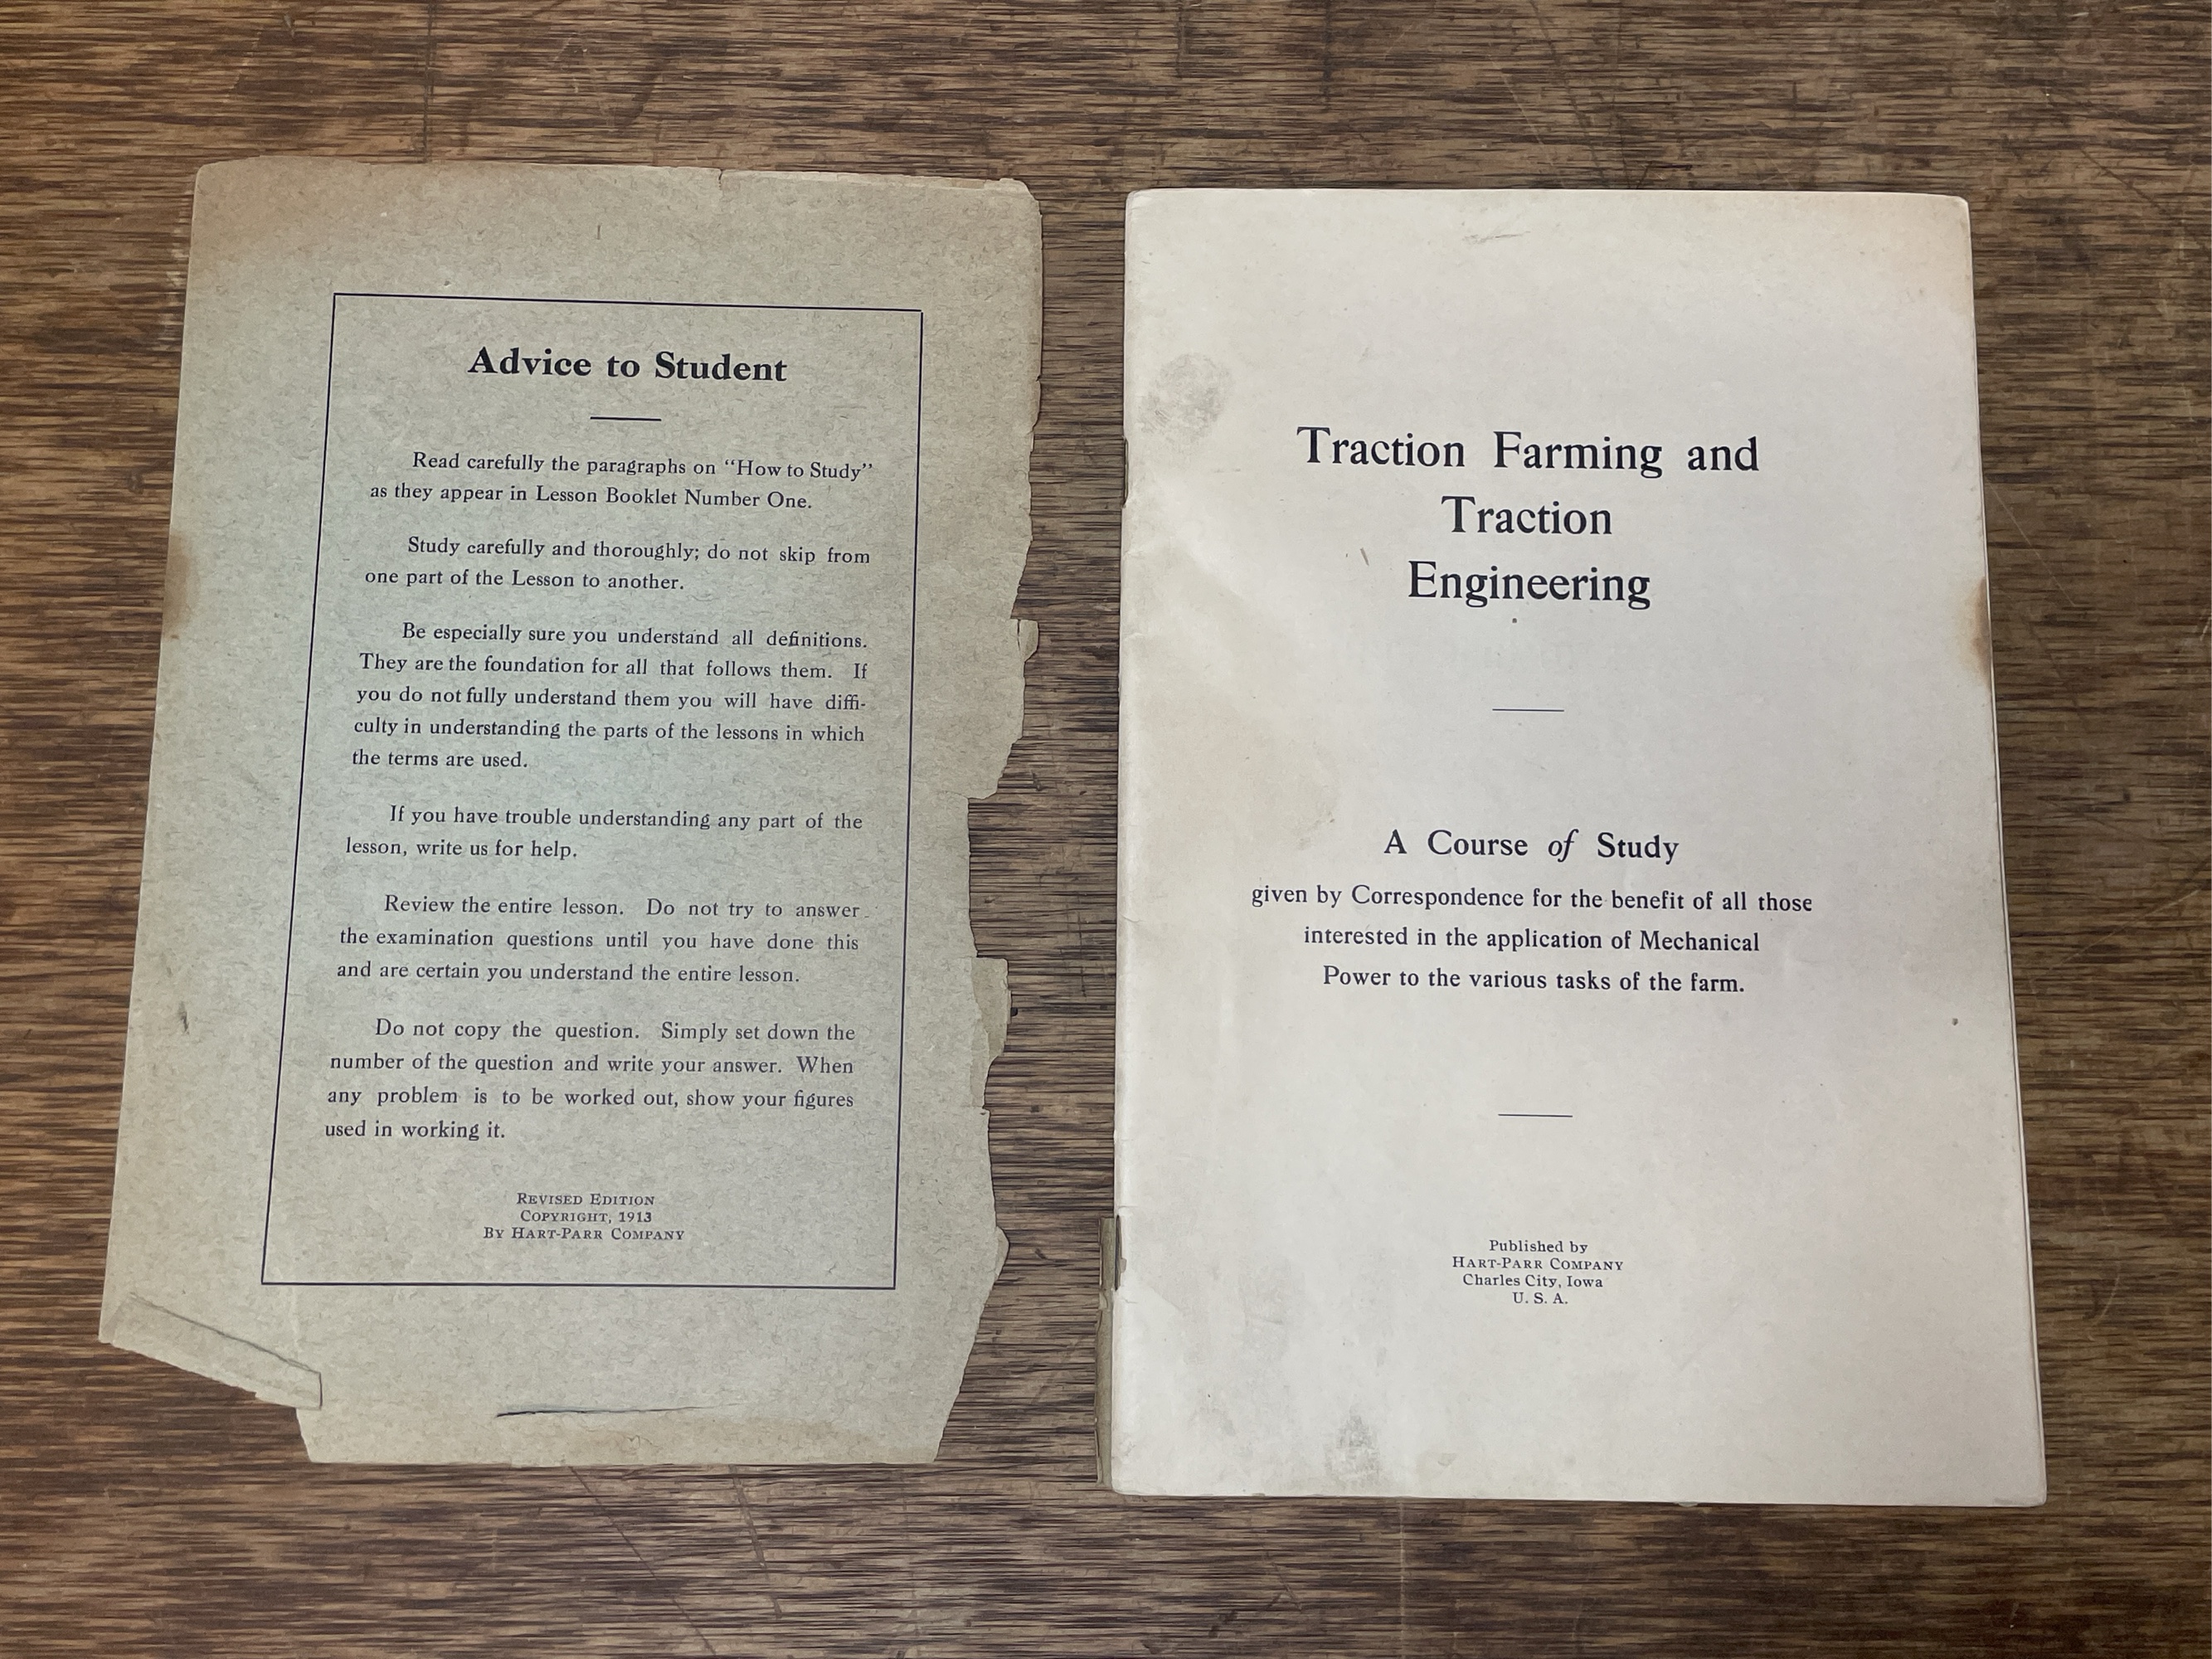 Advice to Student
Read carefully the paragraphs on “How to Study”
as they appear in Lesson Booklet Number One.
Study carefully and thoroughly; do not skip from
one part of the Lesson to another.
Be especially sure you understand all definitions.
They are the foundation for all that follows them. If
you do not fully understand them you will have diffi-
culty in understanding the parts of the lessons in which
the terms are used.
If you have trouble understanding any part of the
lesson, write us for help.
Review the entire lesson. Do not try to answer
the examination questions until you have done this
and are certain you understand the entire lesson.
Do not copy the question. Simply set down the
number of the question and write your answer. When
any problem is to be worked out, show your figures
used in working it.
REVISED EDITION
COPYRIGHT, 1913
BY HART-PARR COMPANY
Traction Farming and
Traction
Engineering
A Course of Study
given by Correspondence for the benefit of all those
interested in the application of Mechanical
Power to the various tasks of the farm.
Published by
HART-PARR COMPANY
Charles City, Iowa
U. S. A.